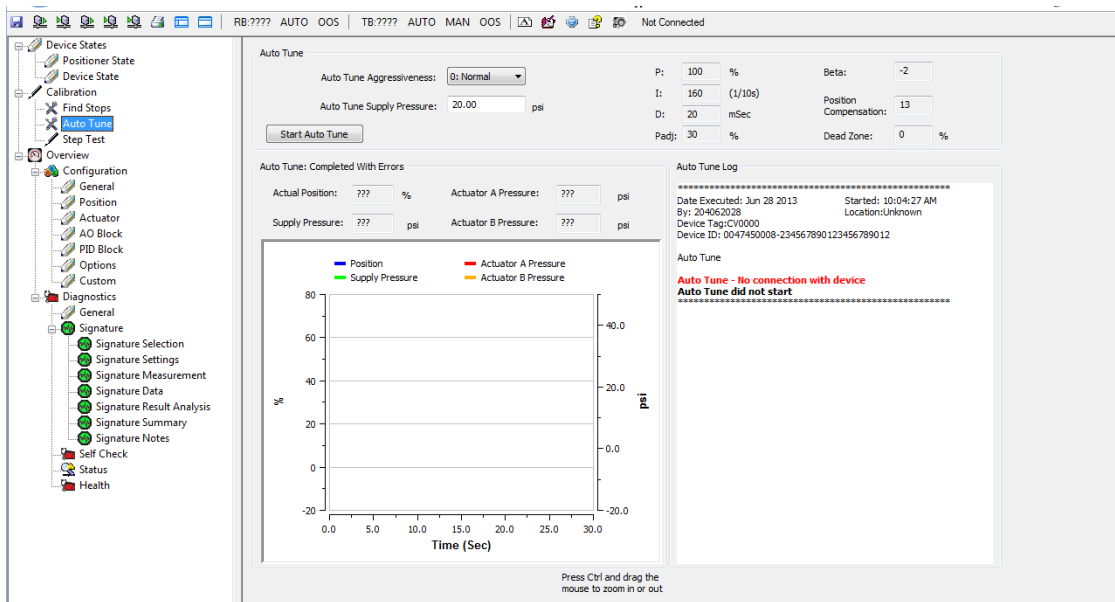 RB:???? AUTO OOS TB:???? AUTO MAN OOS Not Connected
Device States
Positioner State
Device State
Calibration
Find Stops
Auto Tune
Step Test
Overview
Configuration
General
Position
Actuator
AO Block
PID Block
Options
Custom
Diagnostics
General
Signature
Signature Selection
Signature Settings
Signature Measurement
Signature Data
Signature Result Analysis
Signature Summary
Signature Notes
Self Check
Status
Health
Auto Tune
Auto Tune Aggressiveness: 0: Normal
Auto Tune Supply Pressure: 20.00 psi
Start Auto Tune
P: 100 %
I: 160 (1/10s)
D: 20 mSec
Padj: 30 %
Beta: -2
Position
Compensation: 13
Dead Zone: 0 %
Auto Tune: Completed With Errors
Actual Position: ??? % Actuator A Pressure: ??? psi
Supply Pressure: ??? psi Actuator B Pressure: ??? psi
Position Actuator A Pressure
Supply Pressure Actuator B Pressure
80
60
40
20
0
-20
%
40.0
20.0
0.0
-20.0
psi
0.0 5.0 10.0 15.0 20.0 25.0 30.0
Time (Sec)
Press Ctrl and drag the
mouse to zoom in or out
Auto Tune Log
****************************************************
Date Executed: Jun 28 2013 Started: 10:04:27 AM
By: 204062028 Location:Unknown
Device Tag:CV0000
Device ID: 0047450008-234567890123456789012
Auto Tune
Auto Tune - No connection with device
Auto Tune did not start
****************************************************